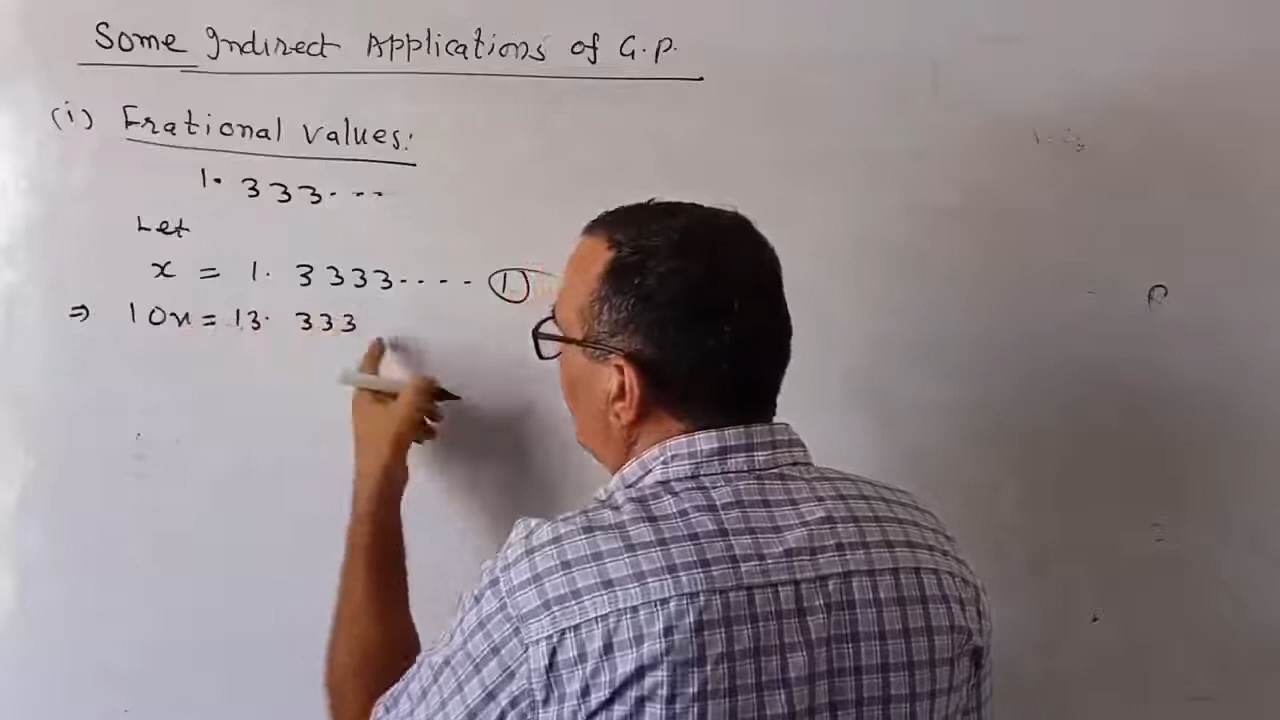 Some Indirect Applications of G.P.
(i) Frational Values:
1. 333....
Let
x = 1. 3333.... 1
⇒ 10x = 13. 333